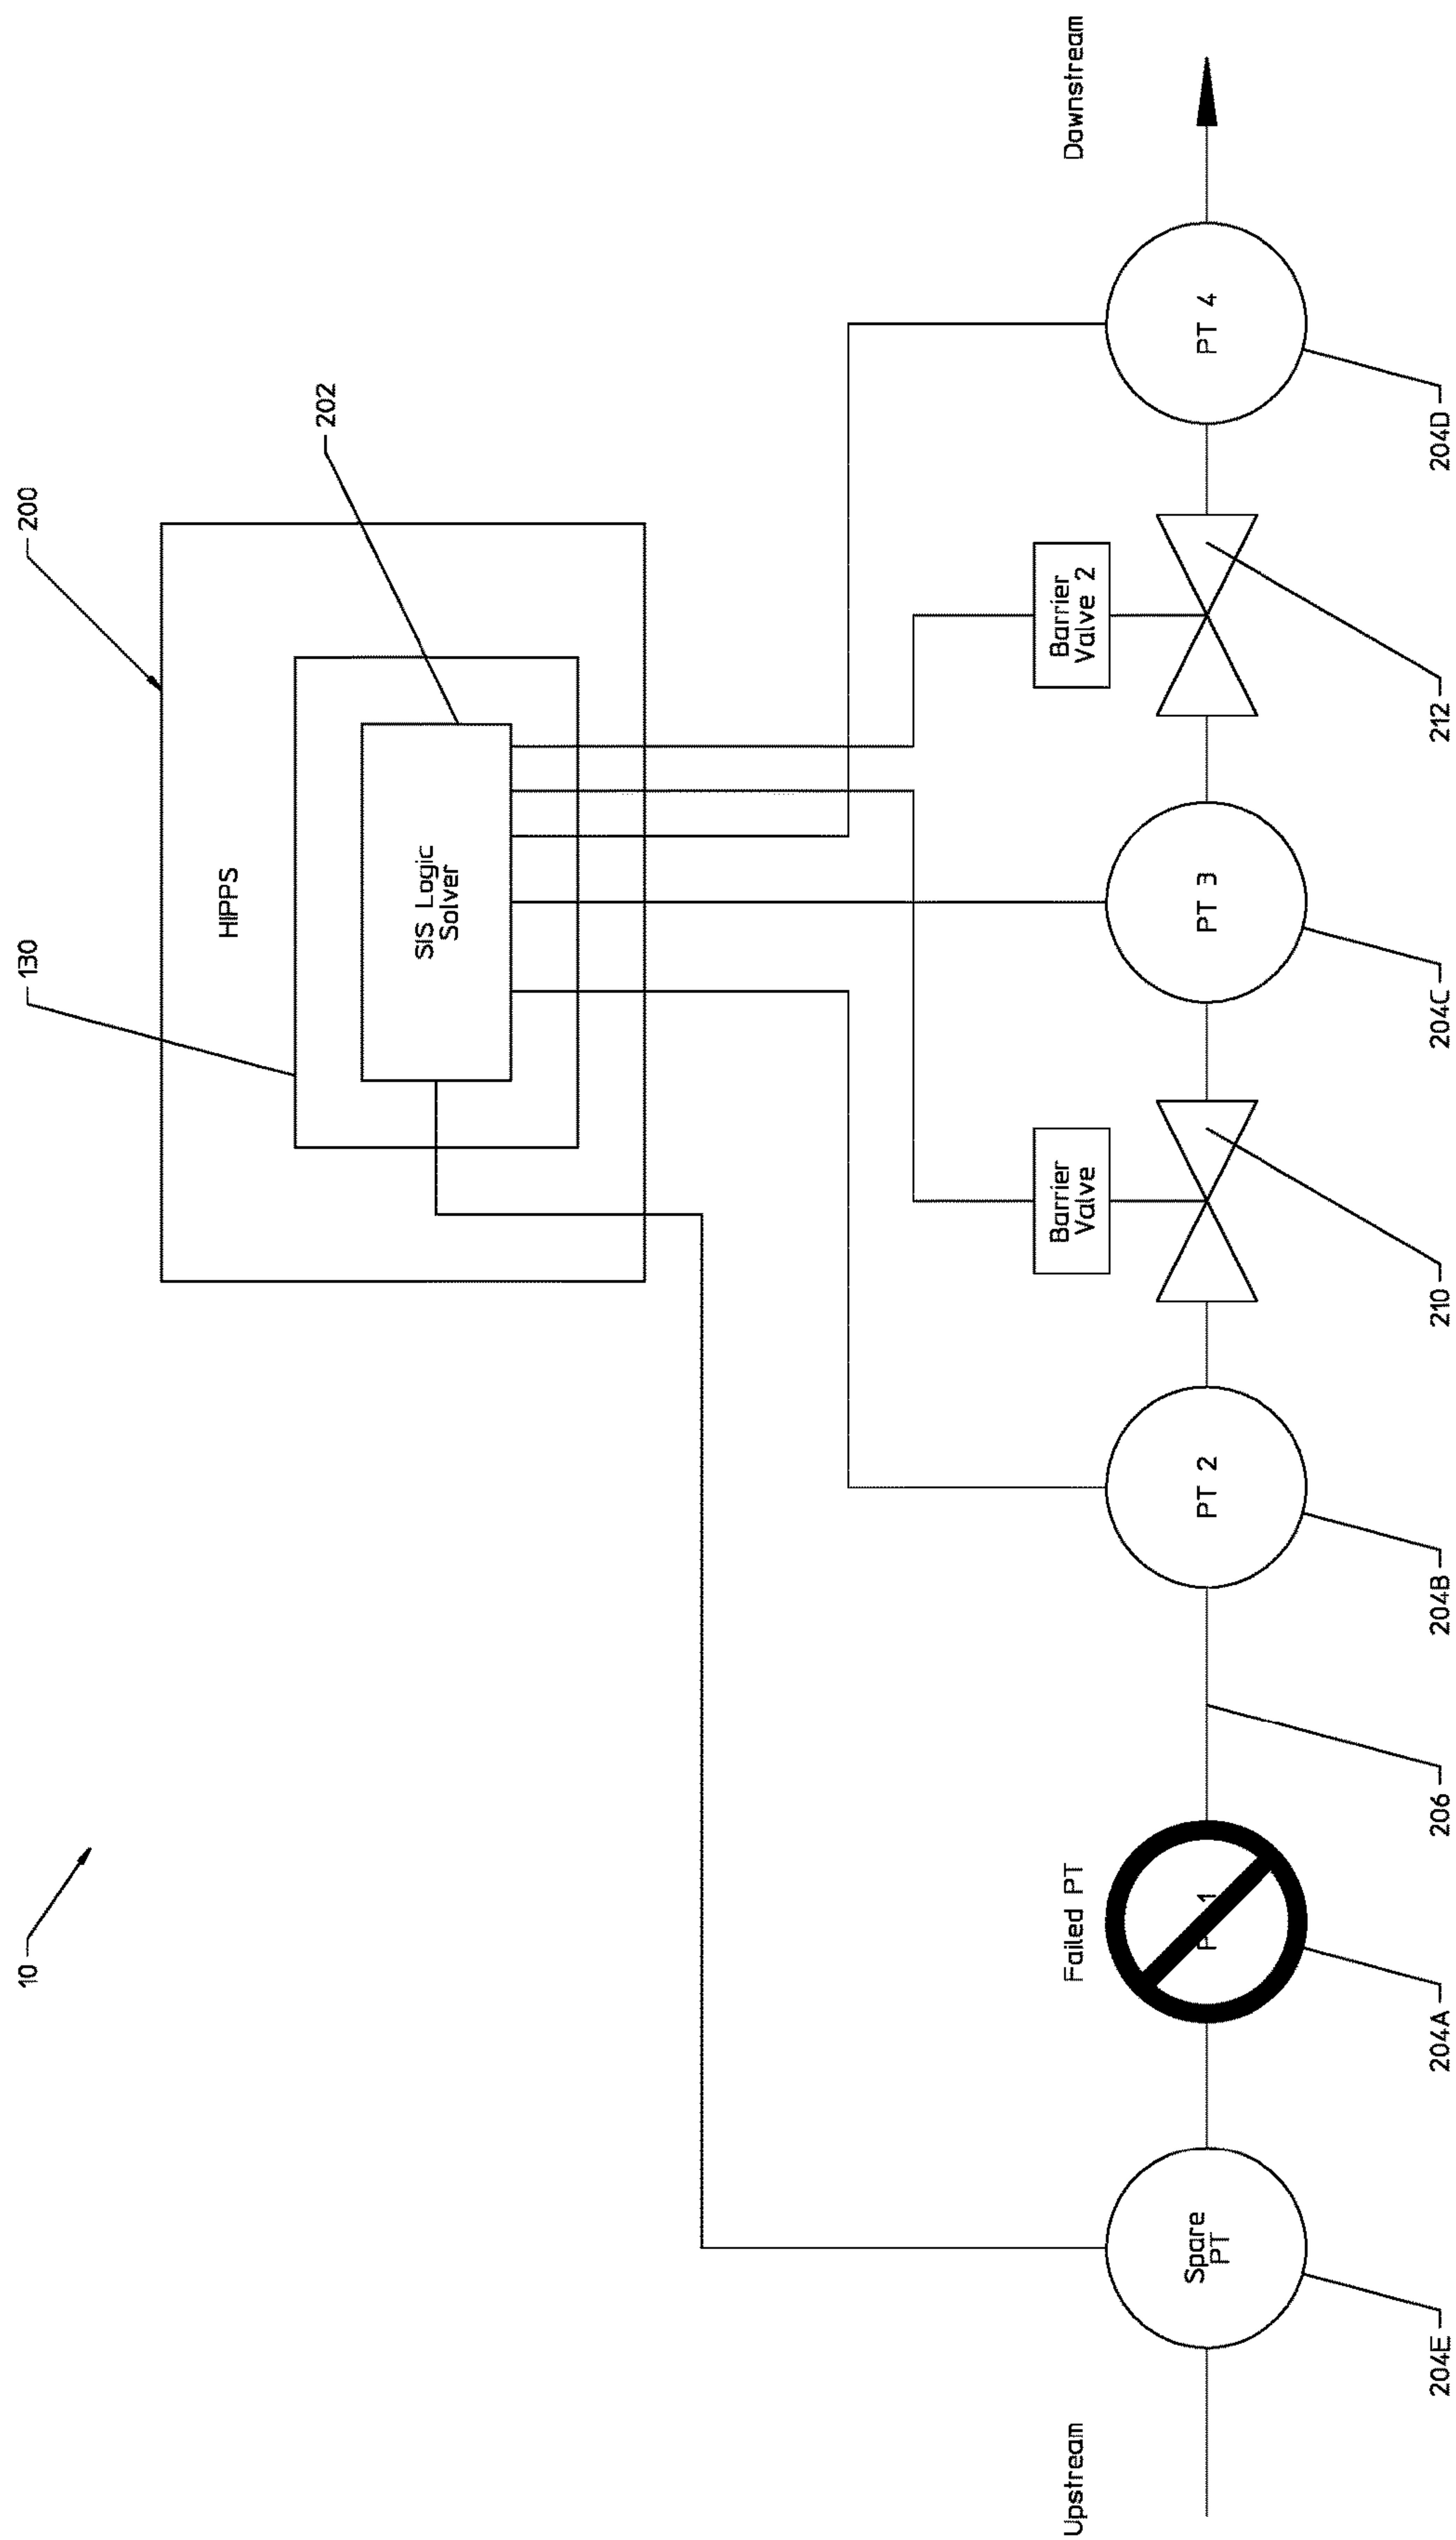 10
130
200
HIPPS
202
SIS Logic
Solver
Upstream
Failed PT
Barrier
Valve
Barrier
Valve 2
Downstream
Spare
PT
P 1
PT 2
PT 3
PT 4
204E
204A
206
204B
210
204C
212
204D